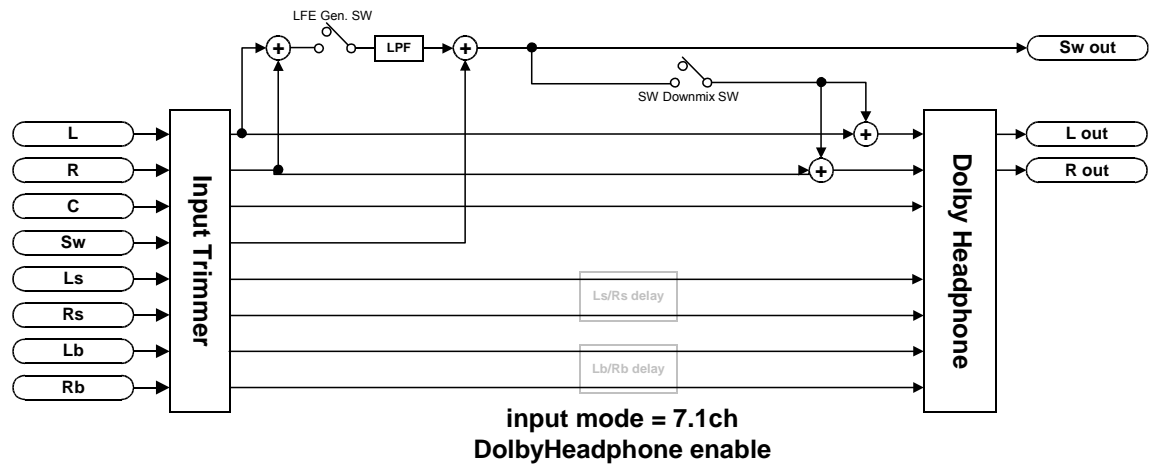 LFE Gen. SW
LPF
+
+
Sw out
SW Downmix SW
L
R
C
Sw
Ls
Rs
Lb
Rb
Input Trimmer
+
+
Ls/Rs delay
Lb/Rb delay
Dolby Headphone
L out
R out
input mode = 7.1ch
DolbyHeadphone enable